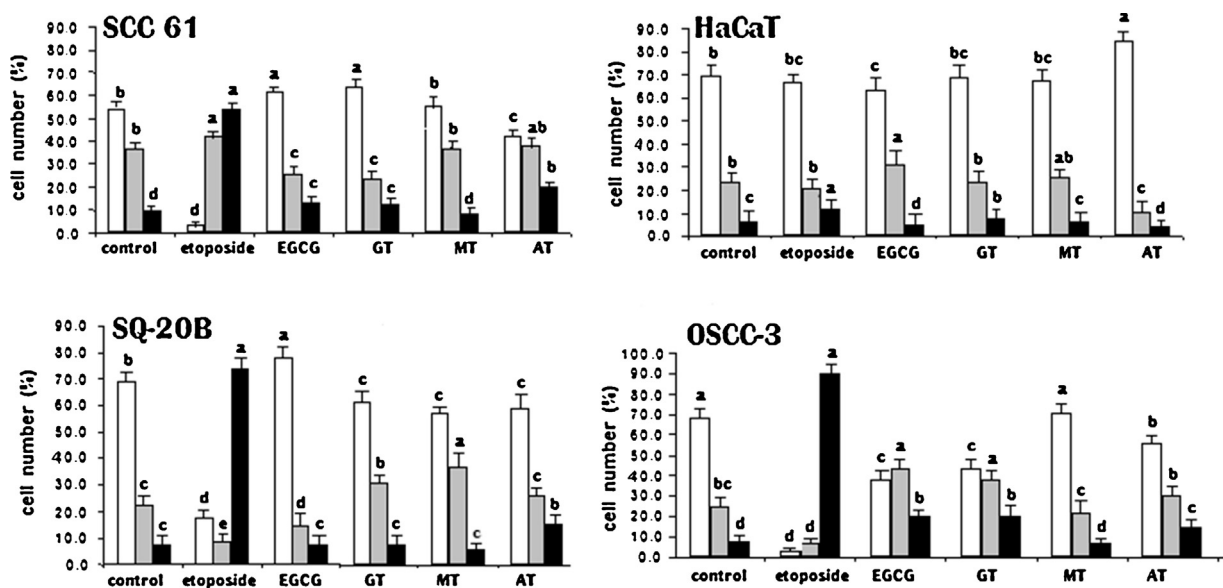 SCC 61
cell number (%)
90.0
80.0
70.0
60.0
50.0
40.0
30.0
20.0
10.0
0.0
b b d
a a
a c c
a c c
b b d
c ab b
control etoposide EGCG GT MT AT
HaCaT
cell number (%)
90.0
80.0
70.0
60.0
50.0
40.0
30.0
20.0
10.0
0.0
b b c
bc b a
c a d
bc b c
bc ab c
a c d
control etoposide EGCG GT MT AT
SQ-20B
cell number (%)
90.0
80.0
70.0
60.0
50.0
40.0
30.0
20.0
10.0
0.0
b c c
d e a
a d c
c b c
c a c
c c b
control etoposide EGCG GT MT AT
OSCC-3
cell number (%)
100.0
90.0
80.0
70.0
60.0
50.0
40.0
30.0
20.0
10.0
0.0
a bc d
d d a
c a b
c a b
a c d
b b c
control etoposide EGCG GT MT AT